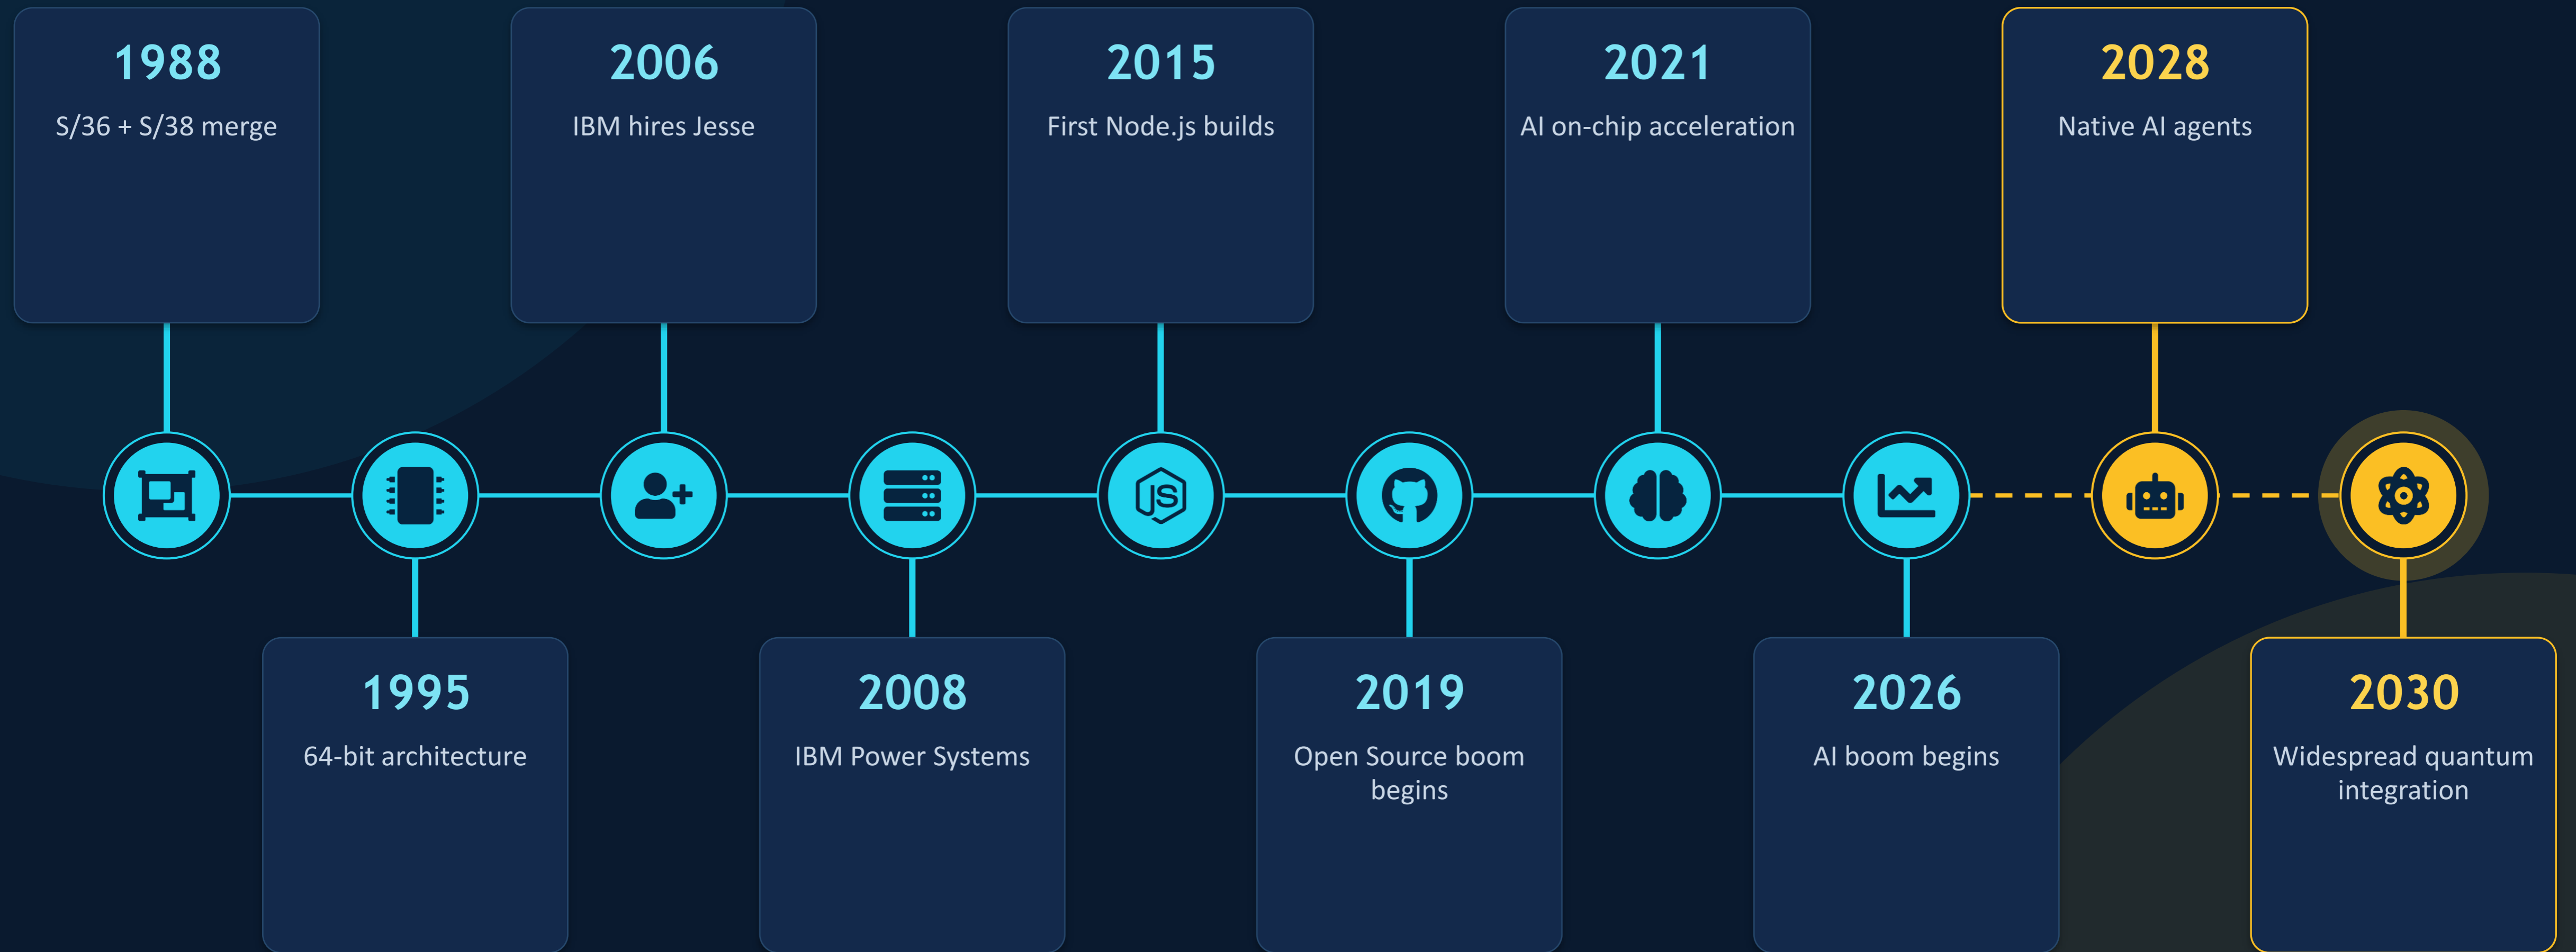 1988
S/36 + S/38 merge
2006
IBM hires Jesse
2015
First Node.js builds
2021
AI on-chip acceleration
2028
Native AI agents
JS
1995
64-bit architecture
2008
IBM Power Systems
2019
Open Source boom
begins
2026
AI boom begins
2030
Widespread quantum
integration